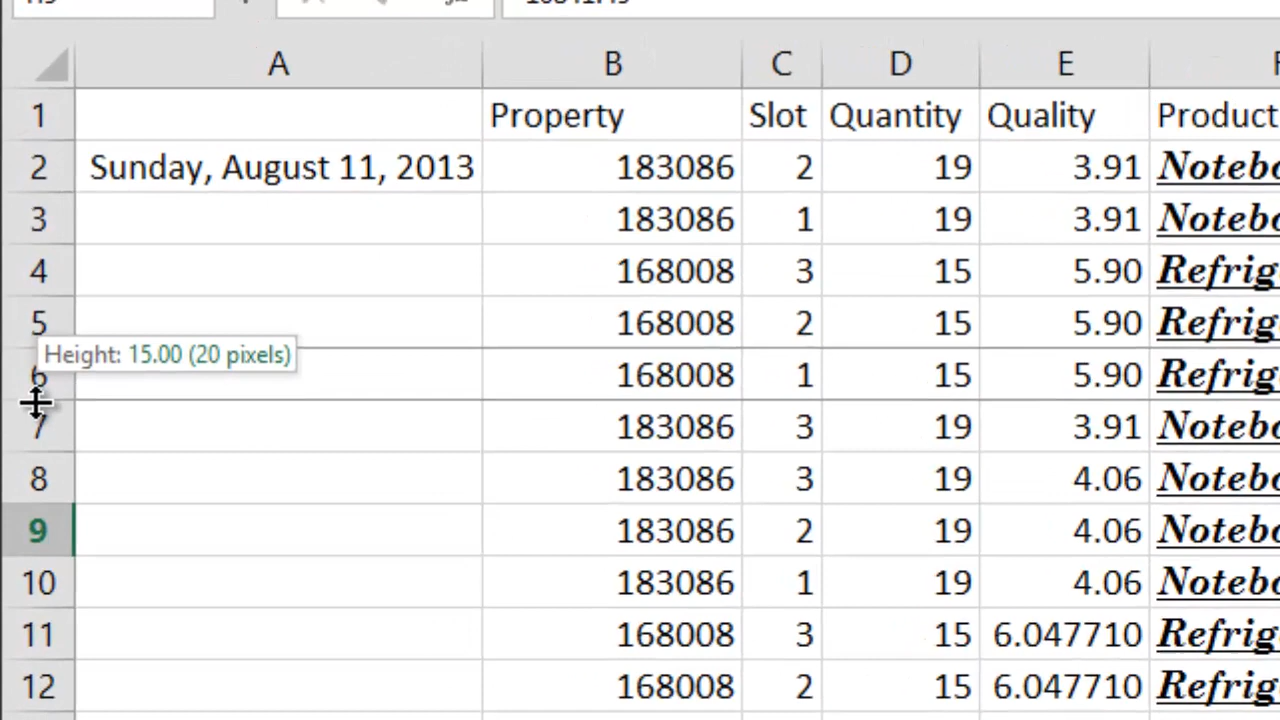 A B C D E
1 Property Slot Quantity Quality Product
2 Sunday, August 11, 2013 183086 2 19 3.91
3 183086 1 19 3.91
4 168008 3 15 5.90
5 168008 2 15 5.90
Height: 15.00 (20 pixels)
6 168008 1 15 5.90
7 183086 3 19 3.91
8 183086 3 19 4.06
9 183086 2 19 4.06
10 183086 1 19 4.06
11 168008 3 15 6.047710
12 168008 2 15 6.047710